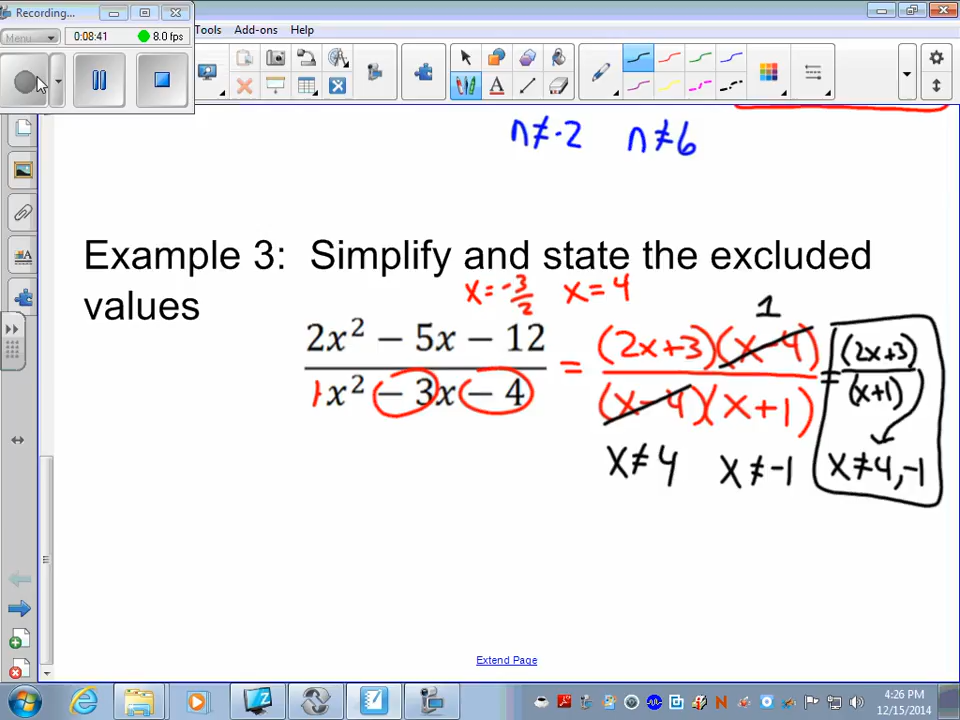 Recording...
Menu
0:08:41
8.0 fps
Tools Add-ons Help
n≠-2 n≠6
Example 3: Simplify and state the excluded
values
x=-3/2 x=4
1
2x² − 5x − 12 = (2x+3)(x-4) = (2x+3)
1x² − 3x − 4 (x-4)(x+1) (x+1)
x≠4 x≠-1 x≠4,-1
Extend Page
4:26 PM
12/15/2014